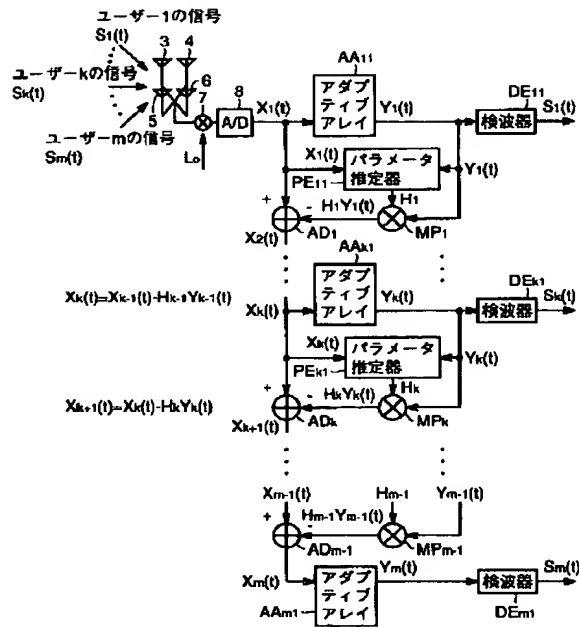 ユーザー1の信号
S1(t)
3
4
ユーザーkの信号
Sk(t)
5
6
7
8
A/D
ユーザーmの信号
Sm(t)
Lo
X1(t)
AA11
アダプ
ティブ
アレイ
Y1(t)
DE11
検波器
S1(t)
X1(t)
パラメータ
推定器
PE11
Y1(t)
H1
+
-
H1Y1(t)
AD1
MP1
X2(t)
AAk1
Xk(t)=Xk-1(t)-Hk-1Yk-1(t)
Xk(t)
アダプ
ティブ
アレイ
Yk(t)
DEk1
検波器
Sk(t)
Xk(t)
パラメータ
推定器
PEk1
Yk(t)
Hk
+
-
HkYk(t)
Xk+1(t)=Xk(t)-HkYk(t)
ADk
MPk
Xk+1(t)
Xm-1(t)
Hm-1
Ym-1(t)
+
-
Hm-1Ym-1(t)
ADm-1
MPm-1
Xm(t)
アダプ
ティブ
アレイ
AAm1
Ym(t)
検波器
DEm1
Sm(t)